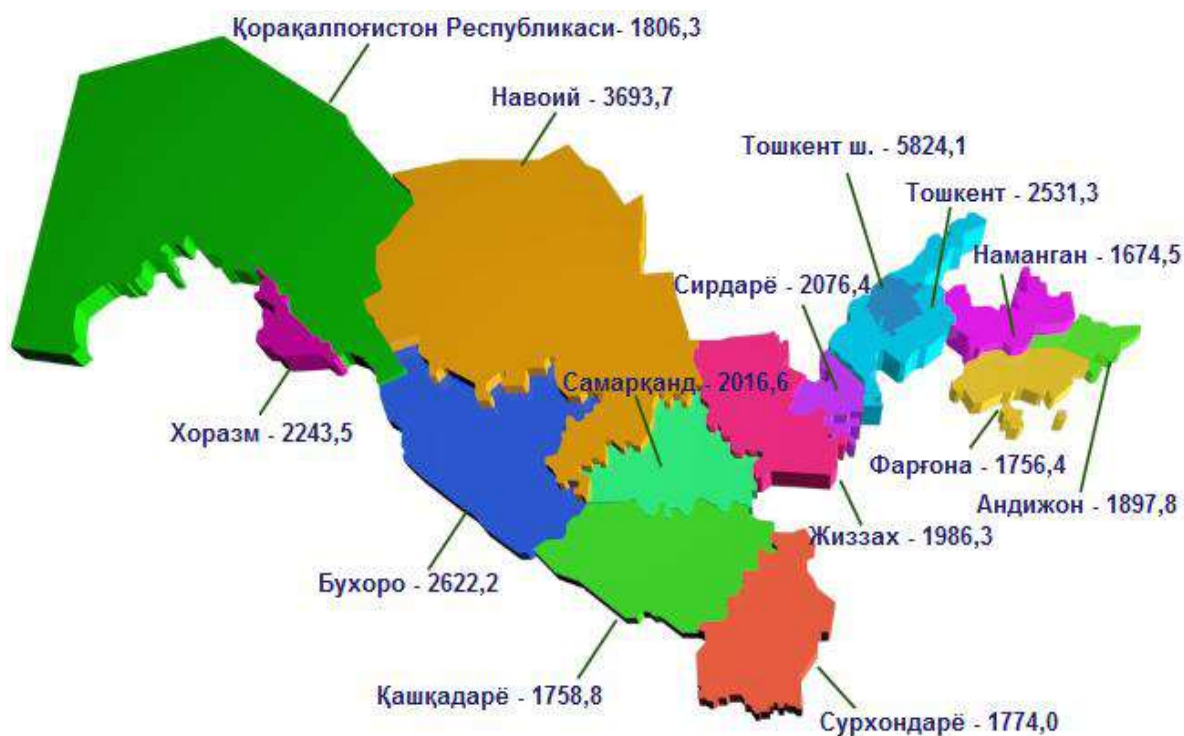 Қорақалпоғистон Республикаси- 1806,3
Навоий - 3693,7
Тошкент ш. - 5824,1
Тошкент - 2531,3
Наманган - 1674,5
Сирдарё - 2076,4
Самарқанд - 2016,6
Хоразм - 2243,5
Фарғона - 1756,4
Андижон - 1897,8
Жиззах - 1986,3
Бухоро - 2622,2
Қашқадарё - 1758,8
Сурхондарё - 1774,0